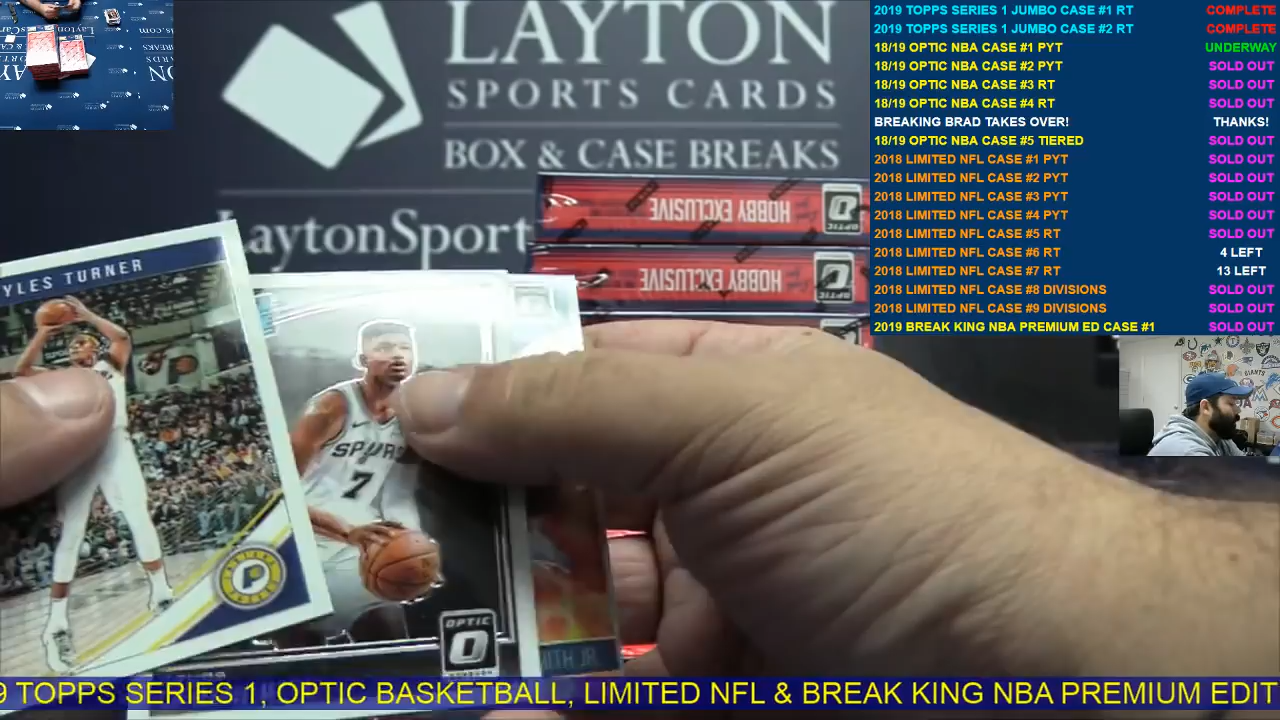 LAYTON
SPORTS CARDS
BOX & CASE BREAKS
LaytonSport
HOBBY EXCLUSIVE
HOBBY EXCLUSIVE
YLES TURNER
SPURS
7
OPTIC
ITH JR
2019 TOPPS SERIES 1 JUMBO CASE #1 RT COMPLETE
2019 TOPPS SERIES 1 JUMBO CASE #2 RT COMPLETE
18/19 OPTIC NBA CASE #1 PYT UNDERWAY
18/19 OPTIC NBA CASE #2 PYT SOLD OUT
18/19 OPTIC NBA CASE #3 RT SOLD OUT
18/19 OPTIC NBA CASE #4 RT SOLD OUT
BREAKING BRAD TAKES OVER! THANKS!
18/19 OPTIC NBA CASE #5 TIERED SOLD OUT
2018 LIMITED NFL CASE #1 PYT SOLD OUT
2018 LIMITED NFL CASE #2 PYT SOLD OUT
2018 LIMITED NFL CASE #3 PYT SOLD OUT
2018 LIMITED NFL CASE #4 PYT SOLD OUT
2018 LIMITED NFL CASE #5 RT SOLD OUT
2018 LIMITED NFL CASE #6 RT 4 LEFT
2018 LIMITED NFL CASE #7 RT 13 LEFT
2018 LIMITED NFL CASE #8 DIVISIONS SOLD OUT
2018 LIMITED NFL CASE #9 DIVISIONS SOLD OUT
2019 BREAK KING NBA PREMIUM ED CASE #1 SOLD OUT
9 TOPPS SERIES 1, OPTIC BASKETBALL, LIMITED NFL & BREAK KING NBA PREMIUM EDIT